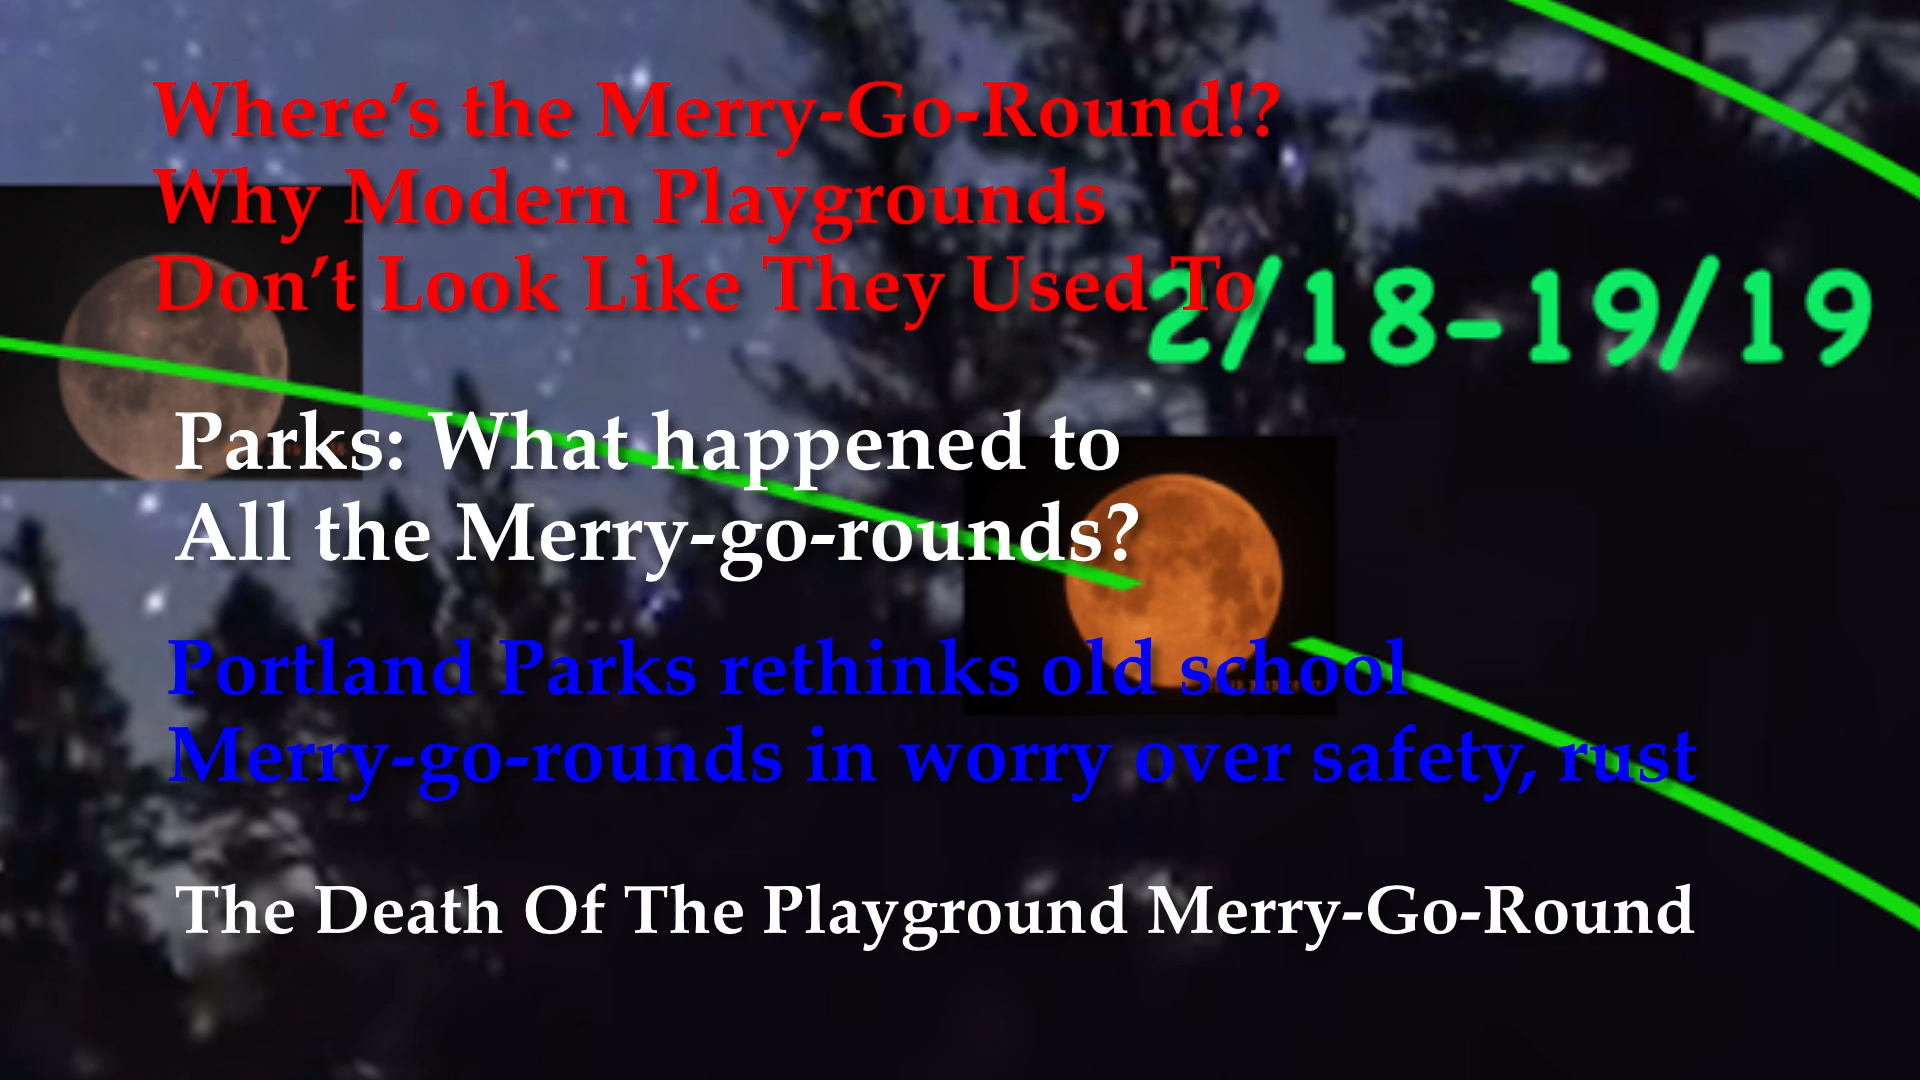 Where's the Merry-Go-Round!?
Why Modern Playgrounds
Don't Look Like They Used To
2/18-19/19
Parks: What happened to
All the Merry-go-rounds?
Portland Parks rethinks old school
Merry-go-rounds in worry over safety, rust
The Death Of The Playground Merry-Go-Round